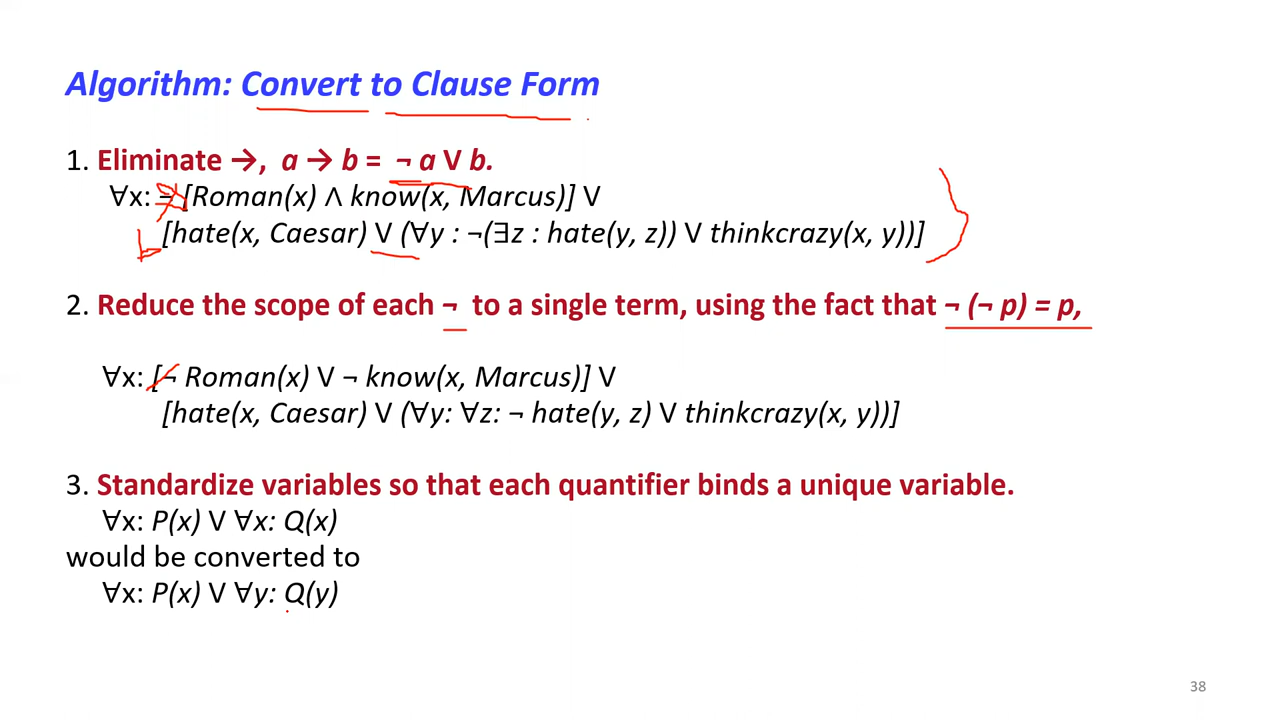 Algorithm: Convert to Clause Form
1. Eliminate →, a → b = ¬ a V b.
∀x: ¬ [Roman(x) Λ know(x, Marcus)] V
[hate(x, Caesar) V (∀y : ¬(∃z : hate(y, z)) V thinkcrazy(x, y))]
2. Reduce the scope of each ¬ to a single term, using the fact that ¬ (¬ p) = p,
∀x: [¬ Roman(x) V ¬ know(x, Marcus)] V
[hate(x, Caesar) V (∀y: ∀z: ¬ hate(y, z) V thinkcrazy(x, y))]
3. Standardize variables so that each quantifier binds a unique variable.
∀x: P(x) V ∀x: Q(x)
would be converted to
∀x: P(x) V ∀y: Q(y)
38